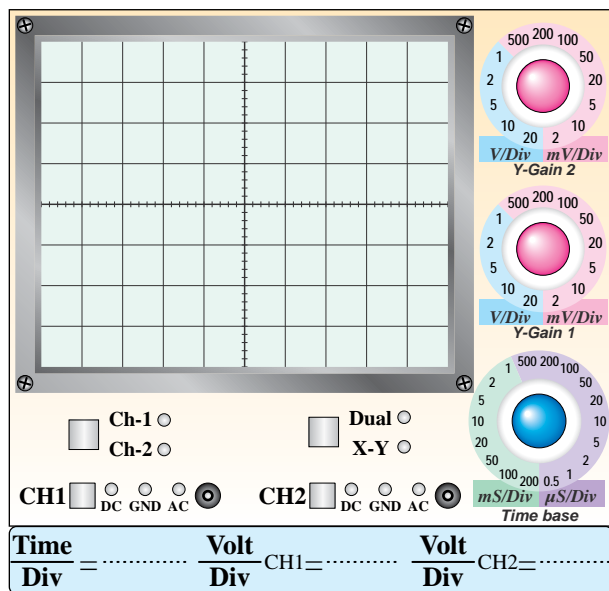 500 200 100 50 20 10 5 2
1 2 5 10 20
V/Div mV/Div
Y-Gain 2
500 200 100 50 20 10 5 2
1 2 5 10 20
V/Div mV/Div
Y-Gain 1
500 200 100 50 20 10 5 2 1 0.5
1 2 5 10 20 50 100 200
mS/Div µS/Div
Time base
Ch-1
Ch-2
Dual
X-Y
CH1 DC GND AC
CH2 DC GND AC
Time/Div = ............... Volt/Div CH1= ............ Volt/Div CH2= ............